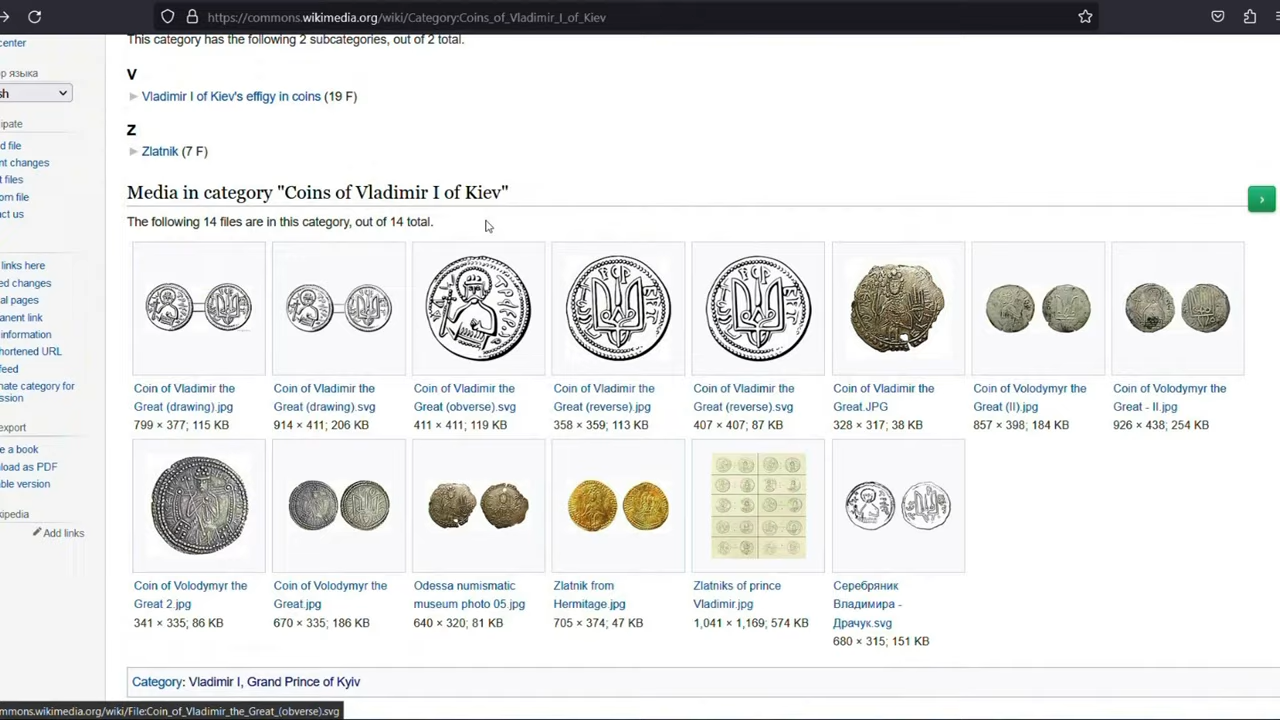 https://commons.wikimedia.org/wiki/Category:Coins_of_Vladimir_I_of_Kiev
center
р языка
sh
ipate
d file
nt changes
t files
om file
act us
links here
ed changes
al pages
anent link
information
hortened URL
feed
nate category for
ssion
export
e a book
nload as PDF
able version
kipedia
Add links
This category has the following 2 subcategories, out of 2 total.
V
Vladimir I of Kiev's effigy in coins (19 F)
Z
Zlatnik (7 F)
Media in category "Coins of Vladimir I of Kiev"
The following 14 files are in this category, out of 14 total.
Coin of Vladimir the
Great (drawing).jpg
799 × 377; 115 KB
Coin of Vladimir the
Great (drawing).svg
914 × 411; 206 KB
Coin of Vladimir the
Great (obverse).svg
411 × 411; 119 KB
Coin of Vladimir the
Great (reverse).jpg
358 × 359; 113 KB
Coin of Vladimir the
Great (reverse).svg
407 × 407; 87 KB
Coin of Vladimir the
Great.JPG
328 × 317; 38 KB
Coin of Volodymyr the
Great (II).jpg
857 × 398; 184 KB
Coin of Volodymyr the
Great - II.jpg
926 × 438; 254 KB
Coin of Volodymyr the
Great 2.jpg
341 × 335; 86 KB
Coin of Volodymyr the
Great.jpg
670 × 335; 186 KB
Odessa numismatic
museum photo 05.jpg
640 × 320; 81 KB
Zlatnik from
Hermitage.jpg
705 × 374; 47 KB
Zlatniks of prince
Vladimir.jpg
1,041 × 1,169; 574 KB
Серебряник
Владимира -
Драчук.svg
680 × 315; 151 KB
Category: Vladimir I, Grand Prince of Kyiv
ommons.wikimedia.org/wiki/File:Coin_of_Vladimir_the_Great_(obverse).svg